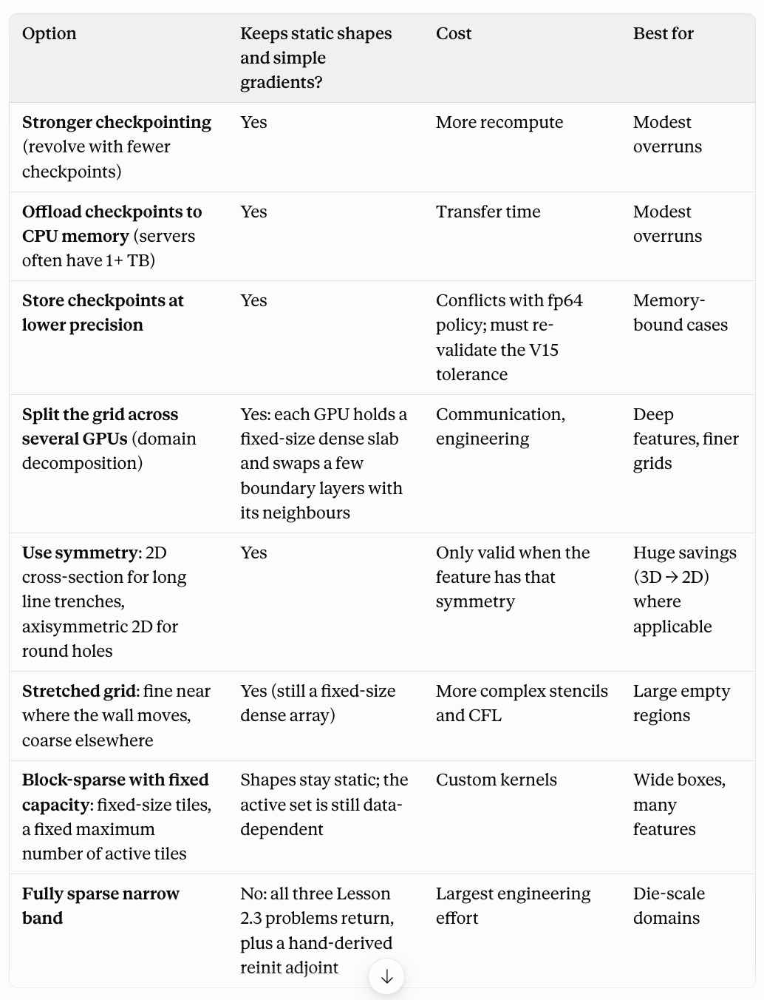 Option
Keeps static shapes
and simple
gradients?
Cost
Best for
Stronger checkpointing
(revolve with fewer
checkpoints)
Yes
More recompute
Modest
overruns
Offload checkpoints to
CPU memory (servers
often have 1+ TB)
Yes
Transfer time
Modest
overruns
Store checkpoints at
lower precision
Yes
Conflicts with fp64
policy; must re-
validate the V15
tolerance
Memory-
bound cases
Split the grid across
several GPUs (domain
decomposition)
Yes: each GPU holds a
fixed-size dense slab
and swaps a few
boundary layers with
its neighbours
Communication,
engineering
Deep
features, finer
grids
Use symmetry: 2D
cross-section for long
line trenches,
axisymmetric 2D for
round holes
Yes
Only valid when the
feature has that
symmetry
Huge savings
(3D → 2D)
where
applicable
Stretched grid: fine near
where the wall moves,
coarse elsewhere
Yes (still a fixed-size
dense array)
More complex stencils
and CFL
Large empty
regions
Block-sparse with fixed
capacity: fixed-size tiles,
a fixed maximum
number of active tiles
Shapes stay static; the
active set is still data-
dependent
Custom kernels
Wide boxes,
many
features
Fully sparse narrow
band
No: all three Lesson
2.3 problems return,
plus a hand-derived
reinit adjoint
Largest engineering
effort
Die-scale
domains